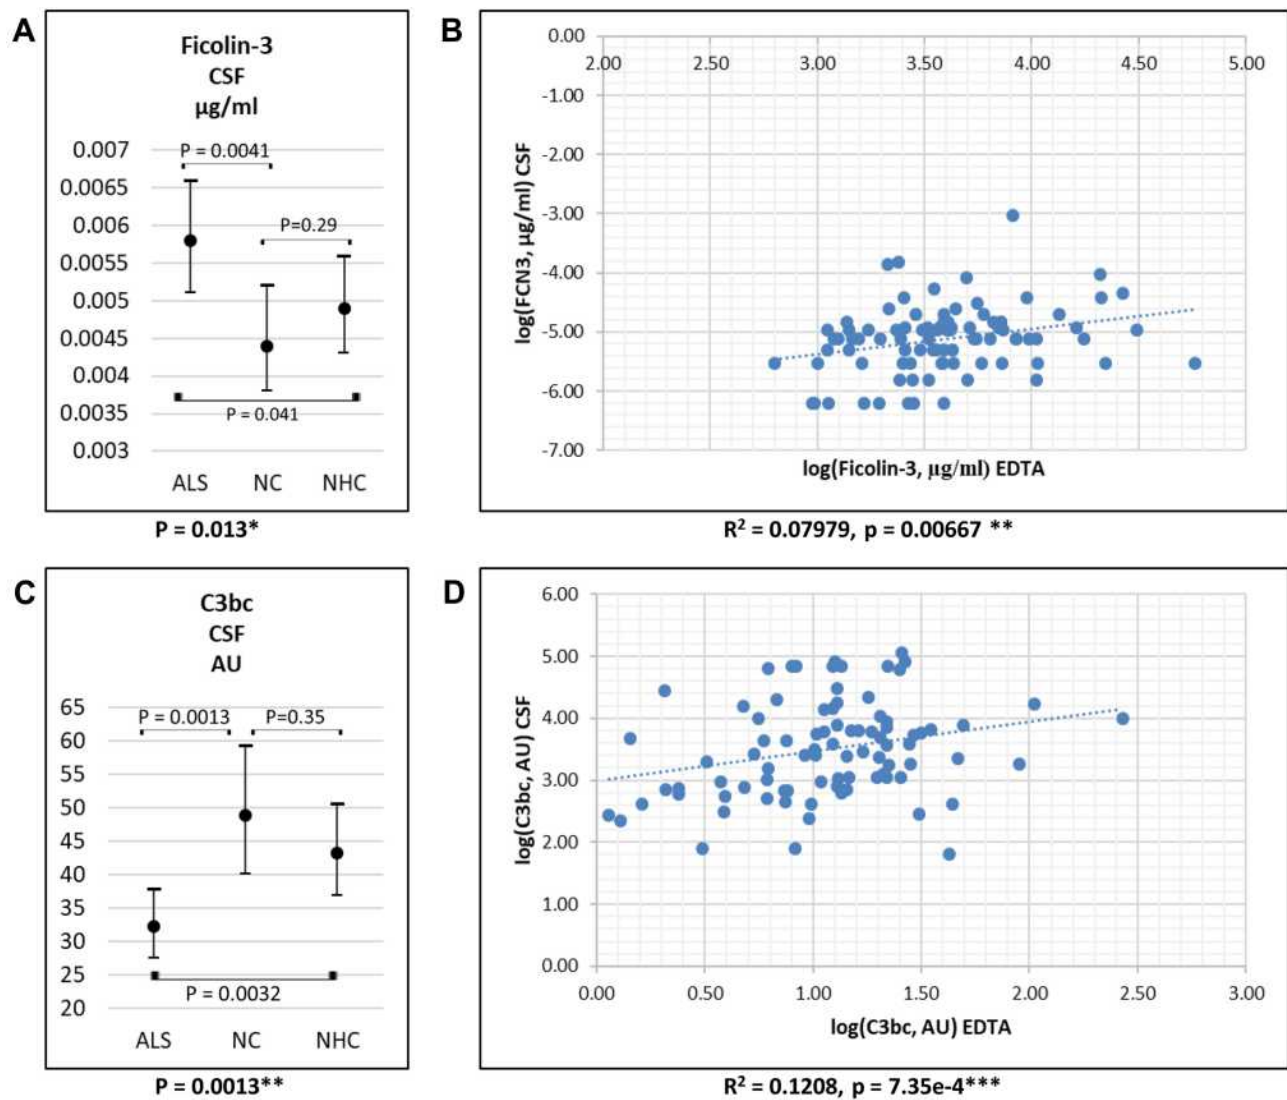 A
Ficolin-3
CSF
µg/ml
0.007
P = 0.0041
0.0065
0.006
P=0.29
0.0055
0.005
0.0045
0.004
0.0035
P = 0.041
0.003
ALS NC NHC
P = 0.013*
B
0.00
2.00 2.50 3.00 3.50 4.00 4.50 5.00
-1.00
-2.00
-3.00
-4.00
-5.00
-6.00
-7.00
log(FCN3, µg/ml) CSF
log(Ficolin-3, µg/ml) EDTA
R² = 0.07979, p = 0.00667 **
C
C3bc
CSF
AU
65
P = 0.0013 P=0.35
60
55
50
45
40
35
30
25
P = 0.0032
20
ALS NC NHC
P = 0.0013**
D
6.00
5.00
4.00
3.00
2.00
1.00
0.00
log(C3bc, AU) CSF
0.00 0.50 1.00 1.50 2.00 2.50 3.00
log(C3bc, AU) EDTA
R² = 0.1208, p = 7.35e-4***